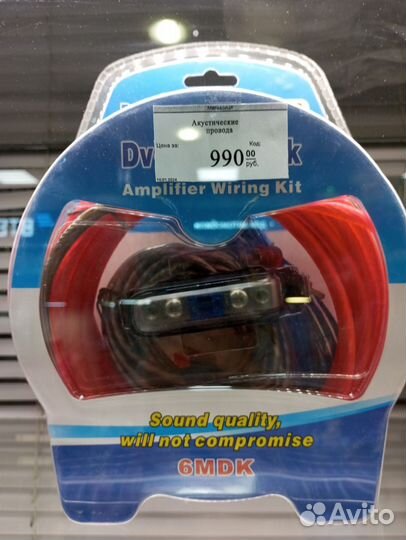 Акустические
провода
Цена за:
Код:
990 00
руб.
Dv k
Amplifier Wiring Kit
Sound quality,
will not compromise
6MDK
Avito